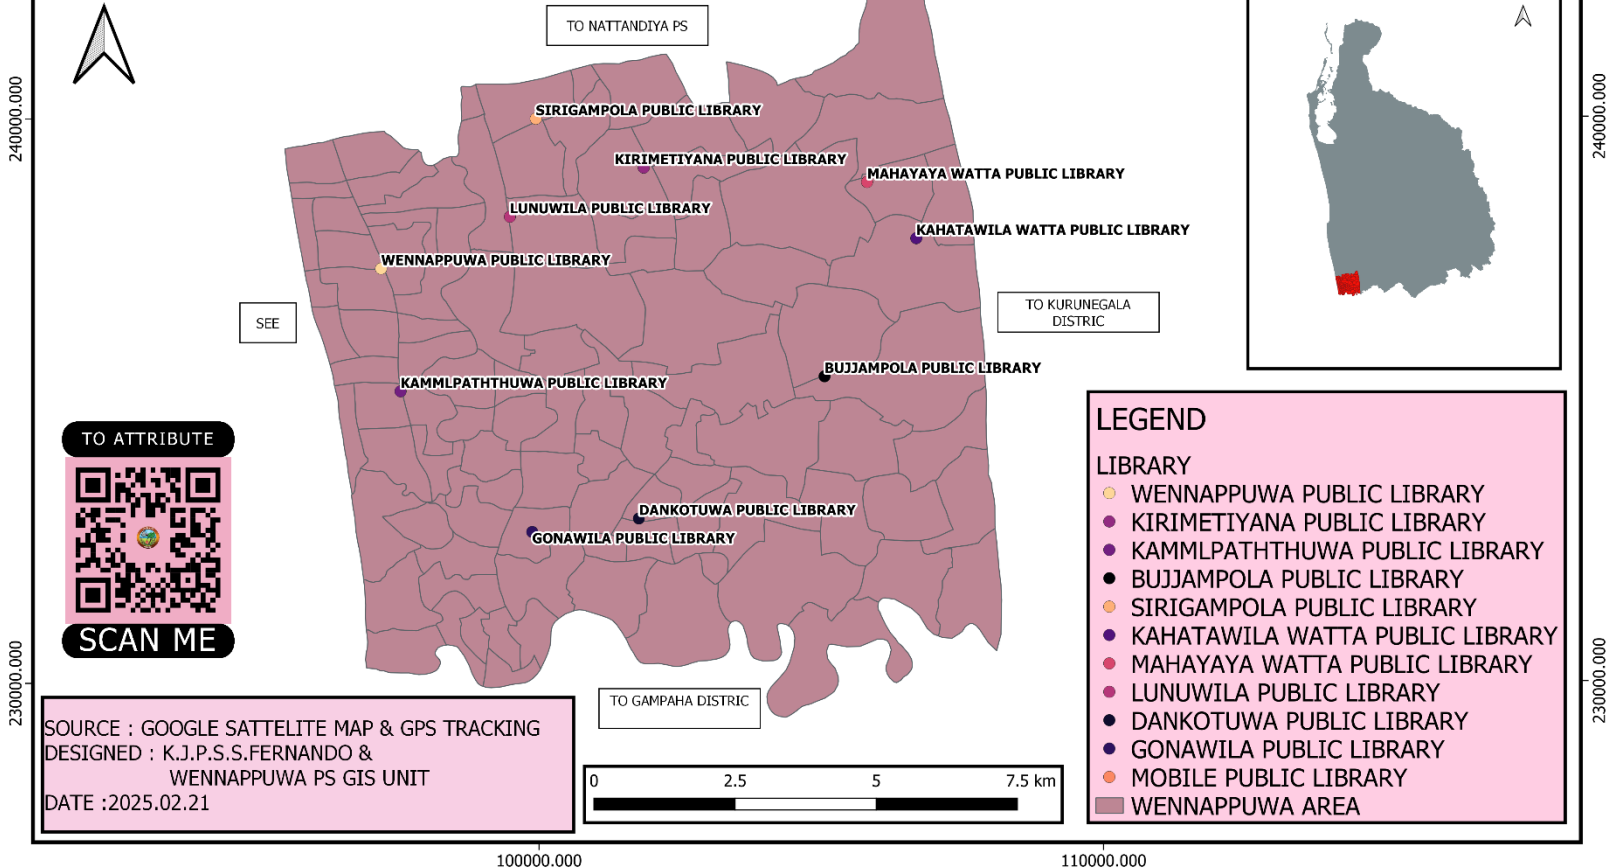 TO NATTANDIYA PS
240000.000
240000.000
SIRIGAMPOLA PUBLIC LIBRARY
KIRIMETIYANA PUBLIC LIBRARY
MAHAYAYA WATTA PUBLIC LIBRARY
LUNUWILA PUBLIC LIBRARY
KAHATAWILA WATTA PUBLIC LIBRARY
WENNAPPUWA PUBLIC LIBRARY
SEE
TO KURUNEGALA
DISTRIC
BUJJAMPOLA PUBLIC LIBRARY
KAMMLPATHTHUWA PUBLIC LIBRARY
TO ATTRIBUTE
SCAN ME
DANKOTUWA PUBLIC LIBRARY
GONAWILA PUBLIC LIBRARY
LEGEND
LIBRARY
WENNAPPUWA PUBLIC LIBRARY
KIRIMETIYANA PUBLIC LIBRARY
KAMMLPATHTHUWA PUBLIC LIBRARY
BUJJAMPOLA PUBLIC LIBRARY
SIRIGAMPOLA PUBLIC LIBRARY
KAHATAWILA WATTA PUBLIC LIBRARY
MAHAYAYA WATTA PUBLIC LIBRARY
LUNUWILA PUBLIC LIBRARY
DANKOTUWA PUBLIC LIBRARY
GONAWILA PUBLIC LIBRARY
MOBILE PUBLIC LIBRARY
WENNAPPUWA AREA
230000.000
230000.000
TO GAMPAHA DISTRIC
SOURCE : GOOGLE SATTELITE MAP & GPS TRACKING
DESIGNED : K.J.P.S.S.FERNANDO &
WENNAPPUWA PS GIS UNIT
DATE :2025.02.21
0 2.5 5 7.5 km
100000.000 110000.000